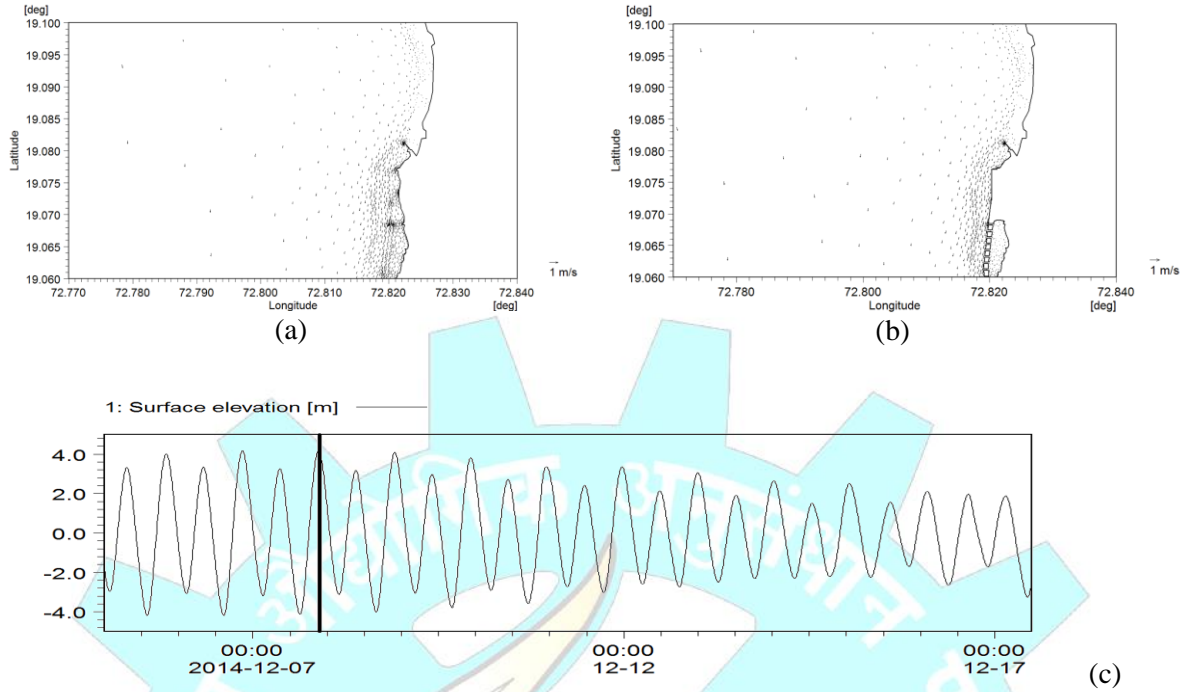 [deg]
19.100
19.095
19.090
19.085
19.080
19.075
19.070
19.065
19.060
Latitude
72.770 72.780 72.790 72.800 72.810 72.820 72.830 72.840
Longitude [deg]
1 m/s
(a)
[deg]
19.100
19.095
19.090
19.085
19.080
19.075
19.070
19.065
19.060
Latitude
72.780 72.800 72.820 72.840
Longitude [deg]
1 m/s
(b)
1: Surface elevation [m]
4.0
2.0
0.0
-2.0
-4.0
00:00 00:00 00:00
2014-12-07 12-12 12-17
(c)